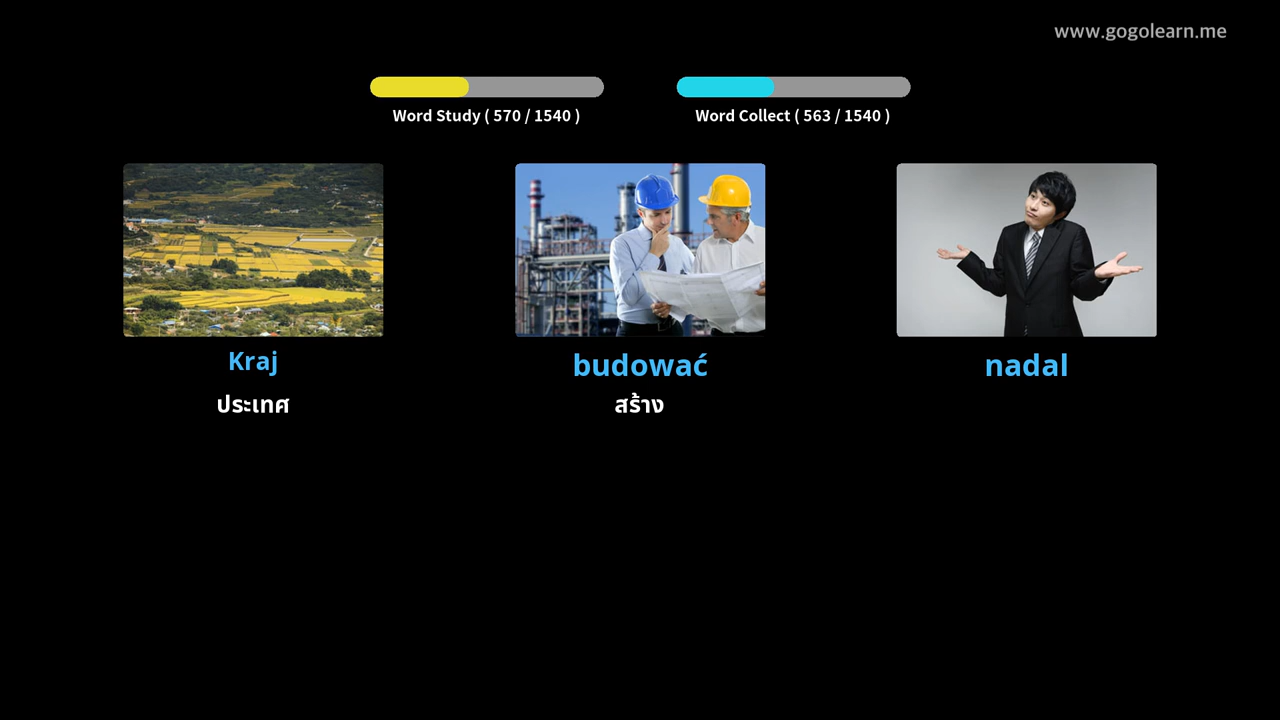 www.gogolearn.me
Word Study ( 570 / 1540 )
Word Collect ( 563 / 1540 )
Kraj
ประเทศ
budować
สร้าง
nadal